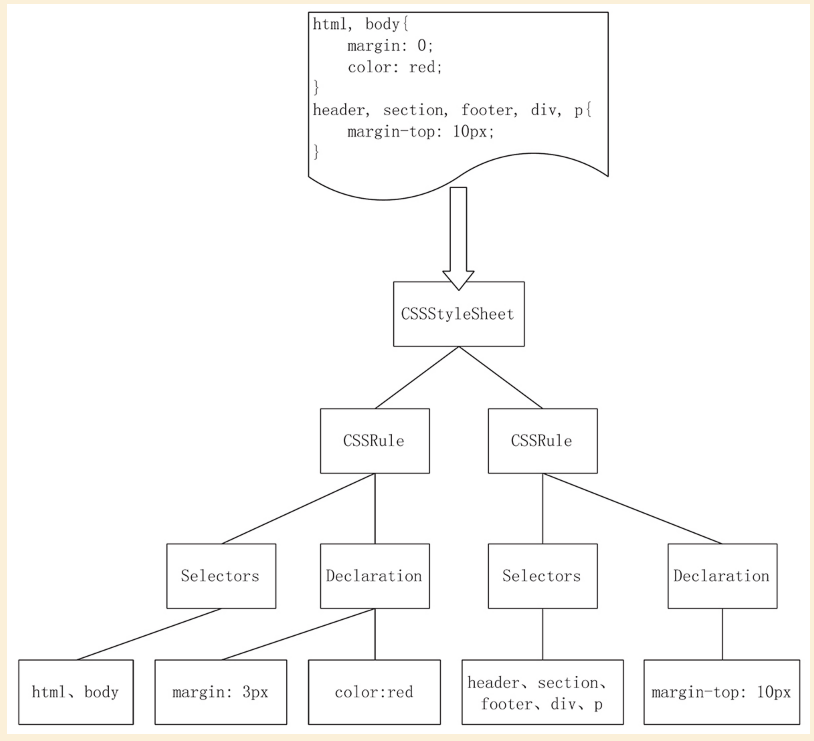 html, body{
margin: 0;
color: red;
}
header, section, footer, div, p{
margin-top: 10px;
}
CSSStyleSheet
CSSRule
CSSRule
Selectors
Declaration
Selectors
Declaration
html、body
margin: 3px
color:red
header、section、
footer、div、p
margin-top: 10px